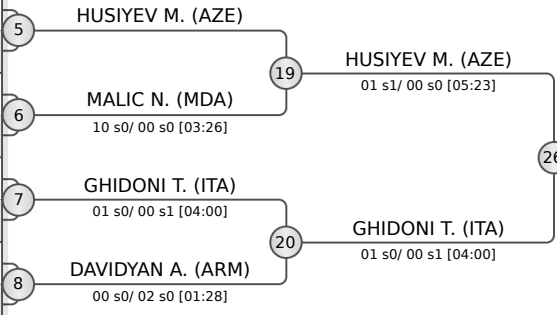 HUSIYEV M. (AZE)
5
19
HUSIYEV M. (AZE)
01 s1/ 00 s0 [05:23]
MALIC N. (MDA)
6
10 s0/ 00 s0 [03:26]
26
GHIDONI T. (ITA)
7
01 s0/ 00 s1 [04:00]
20
GHIDONI T. (ITA)
01 s0/ 00 s1 [04:00]
DAVIDYAN A. (ARM)
8
00 s0/ 02 s0 [01:28]